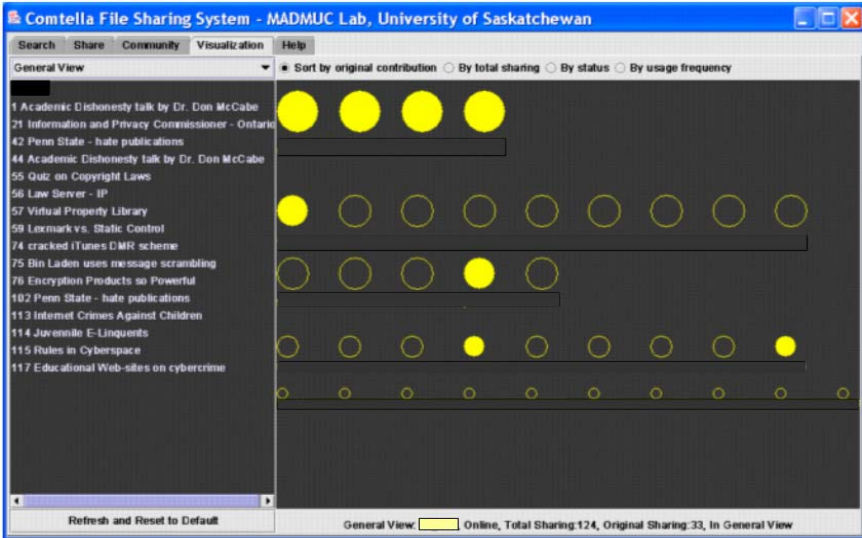 Comtella File Sharing System - MADMUC Lab, University of Saskatchewan
Search Share Community Visualization Help
General View Sort by original contribution By total sharing By status By usage frequency
1 Academic Dishonesty talk by Dr. Don McCabe
21 Information and Privacy Commissioner - Ontario
42 Penn State - hate publications
44 Academic Dishonesty talk by Dr. Don McCabe
55 Quiz on Copyright Laws
56 Law Server - IP
57 Virtual Property Library
59 Lexmark vs. Static Control
74 cracked iTunes DMR scheme
75 Bin Laden uses message scrambling
76 Encryption Products so Powerful
102 Penn State - hate publications
113 Internet Crimes Against Children
114 Juvennile E-Linquents
115 Rules in Cyberspace
117 Educational Web-sites on cybercrime
Refresh and Reset to Default
General View: , Online, Total Sharing:124, Original Sharing:33, In General View